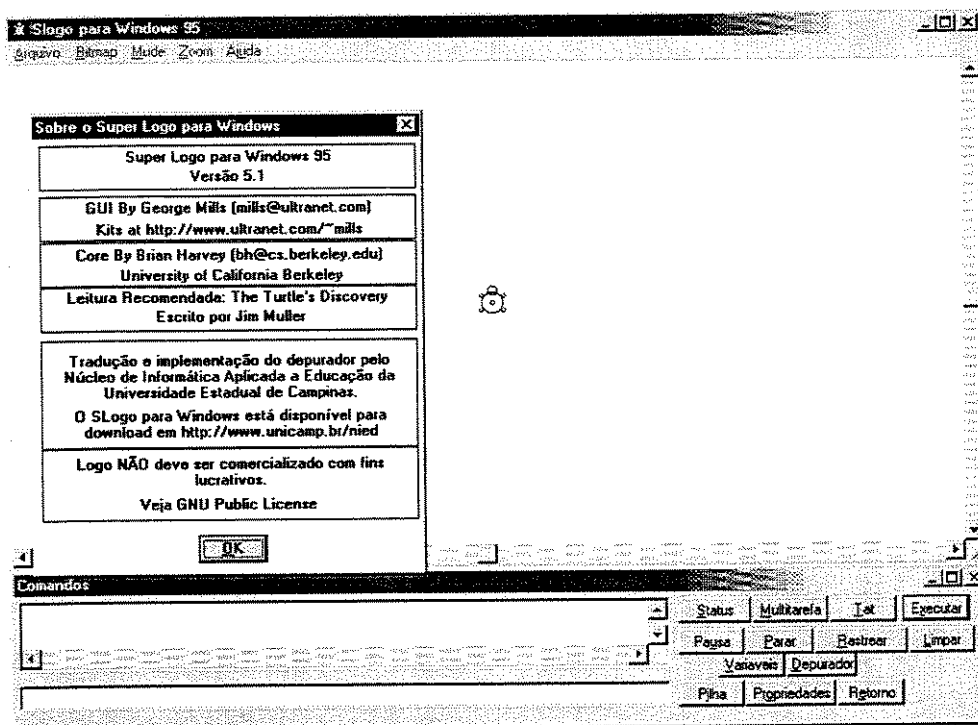 Slogo para Windows 95
Arquivo Bitmap Mude Zoom Ajuda
Sobre o Super Logo para Windows
Super Logo para Windows 95
Versão 5.1
GUI By George Mills (mills@ultranet.com)
Kits at http://www.ultranet.com/~mills
Core By Brian Harvey (bh@cs.berkeley.edu)
University of California Berkeley
Leitura Recomendada: The Turtle's Discovery
Escrito por Jim Muller
Tradução e implementação do depurador pelo
Núcleo de Informática Aplicada a Educação da
Universidade Estadual de Campinas.
O SLogo para Windows está disponível para
download em http://www.unicamp.br/nied
Logo NÃO deve ser comercializado com fins
lucrativos.
Veja GNU Public License
OK
Comandos
Status Multitarefa Tat Executar
Pausa Parar Rastrear Limpar
Variaveis Depurador
Pilha Propriedades Retorno